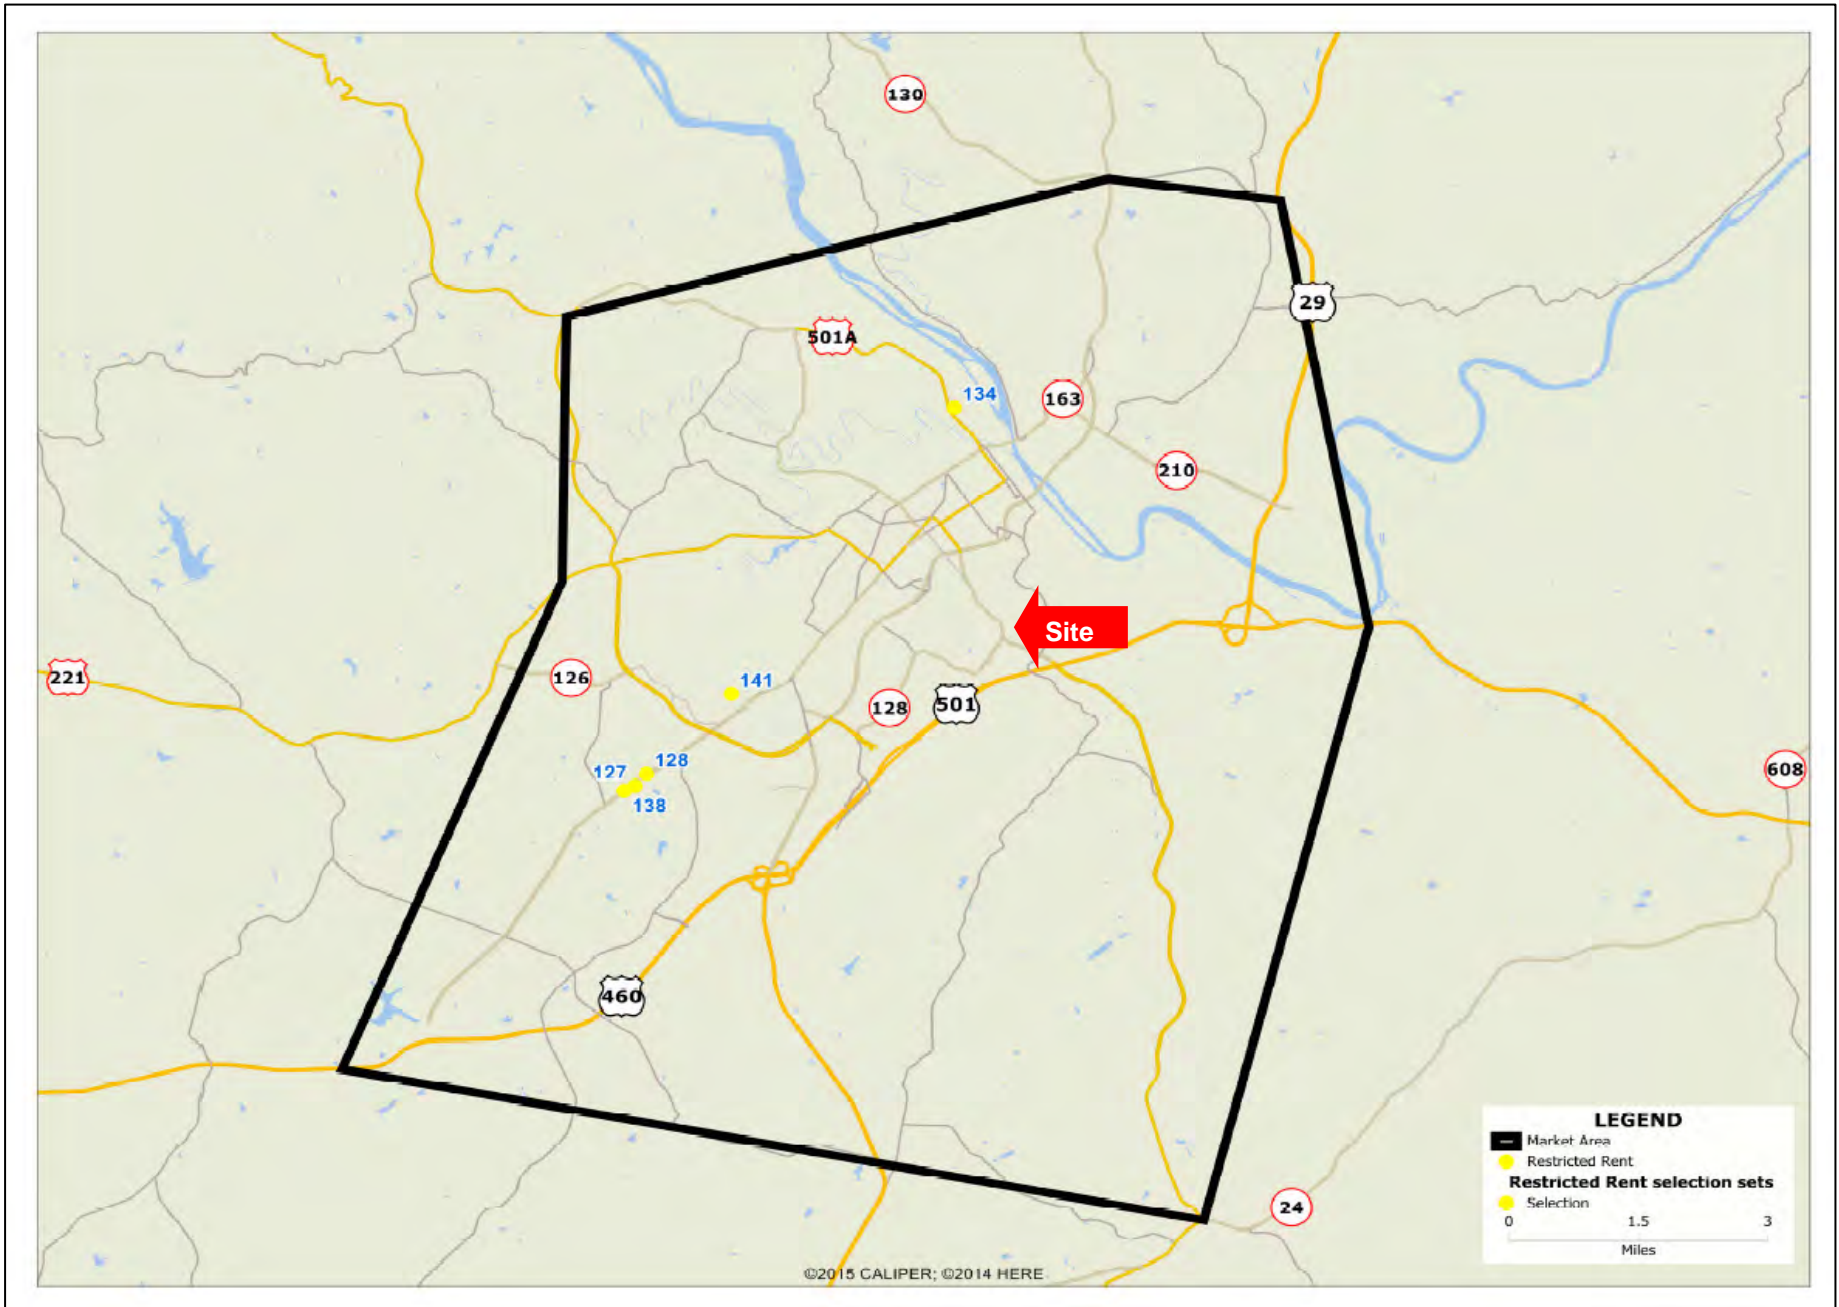 130
29
501A
134
163
210
Site
221
126
141
128
501
128
127
138
608
460
LEGEND
Market Area
Restricted Rent
Restricted Rent selection sets
Selection
0 1.5 3
Miles
24
©2015 CALIPER; ©2014 HERE